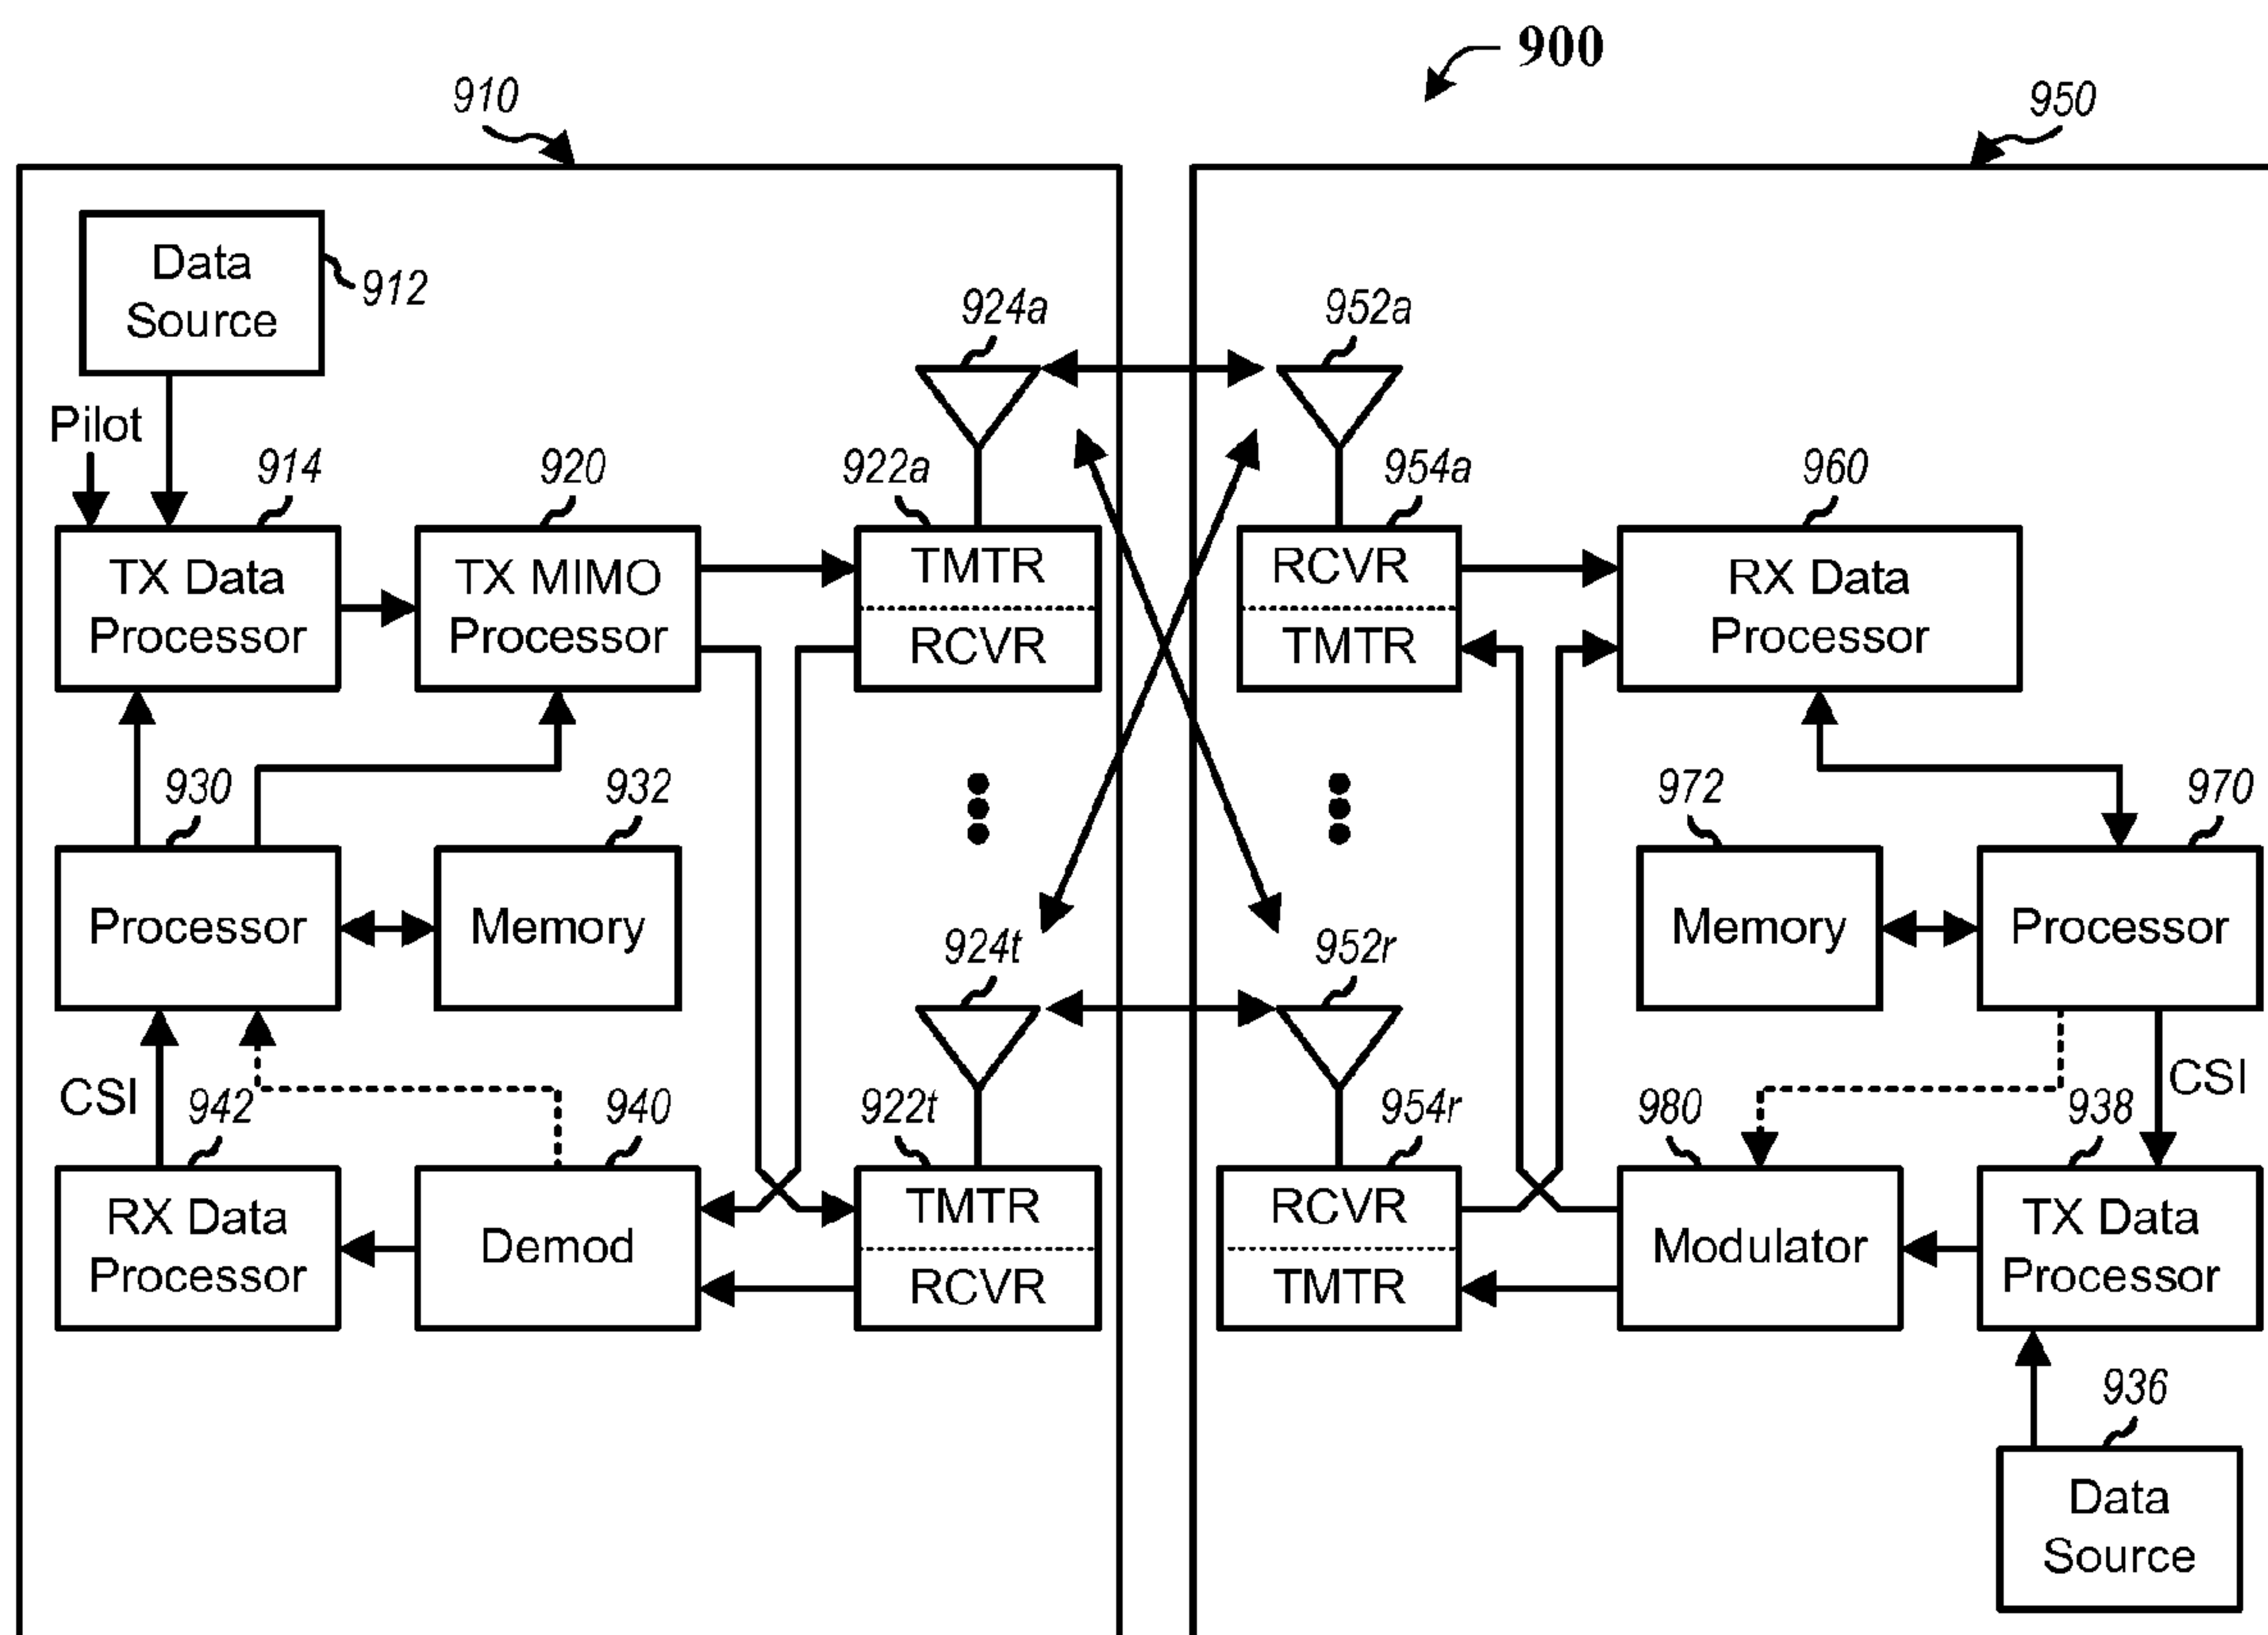 900
910
950
Data
Source
912
924a
952a
Pilot
914
920
922a
954a
960
TX Data
Processor
TX MIMO
Processor
TMTR
RCVR
RCVR
TMTR
RX Data
Processor
930
932
972
970
Processor
Memory
Memory
Processor
924t
952r
CSI
942
940
922t
954r
980
938
CSI
RX Data
Processor
Demod
TMTR
RCVR
RCVR
TMTR
Modulator
TX Data
Processor
936
Data
Source